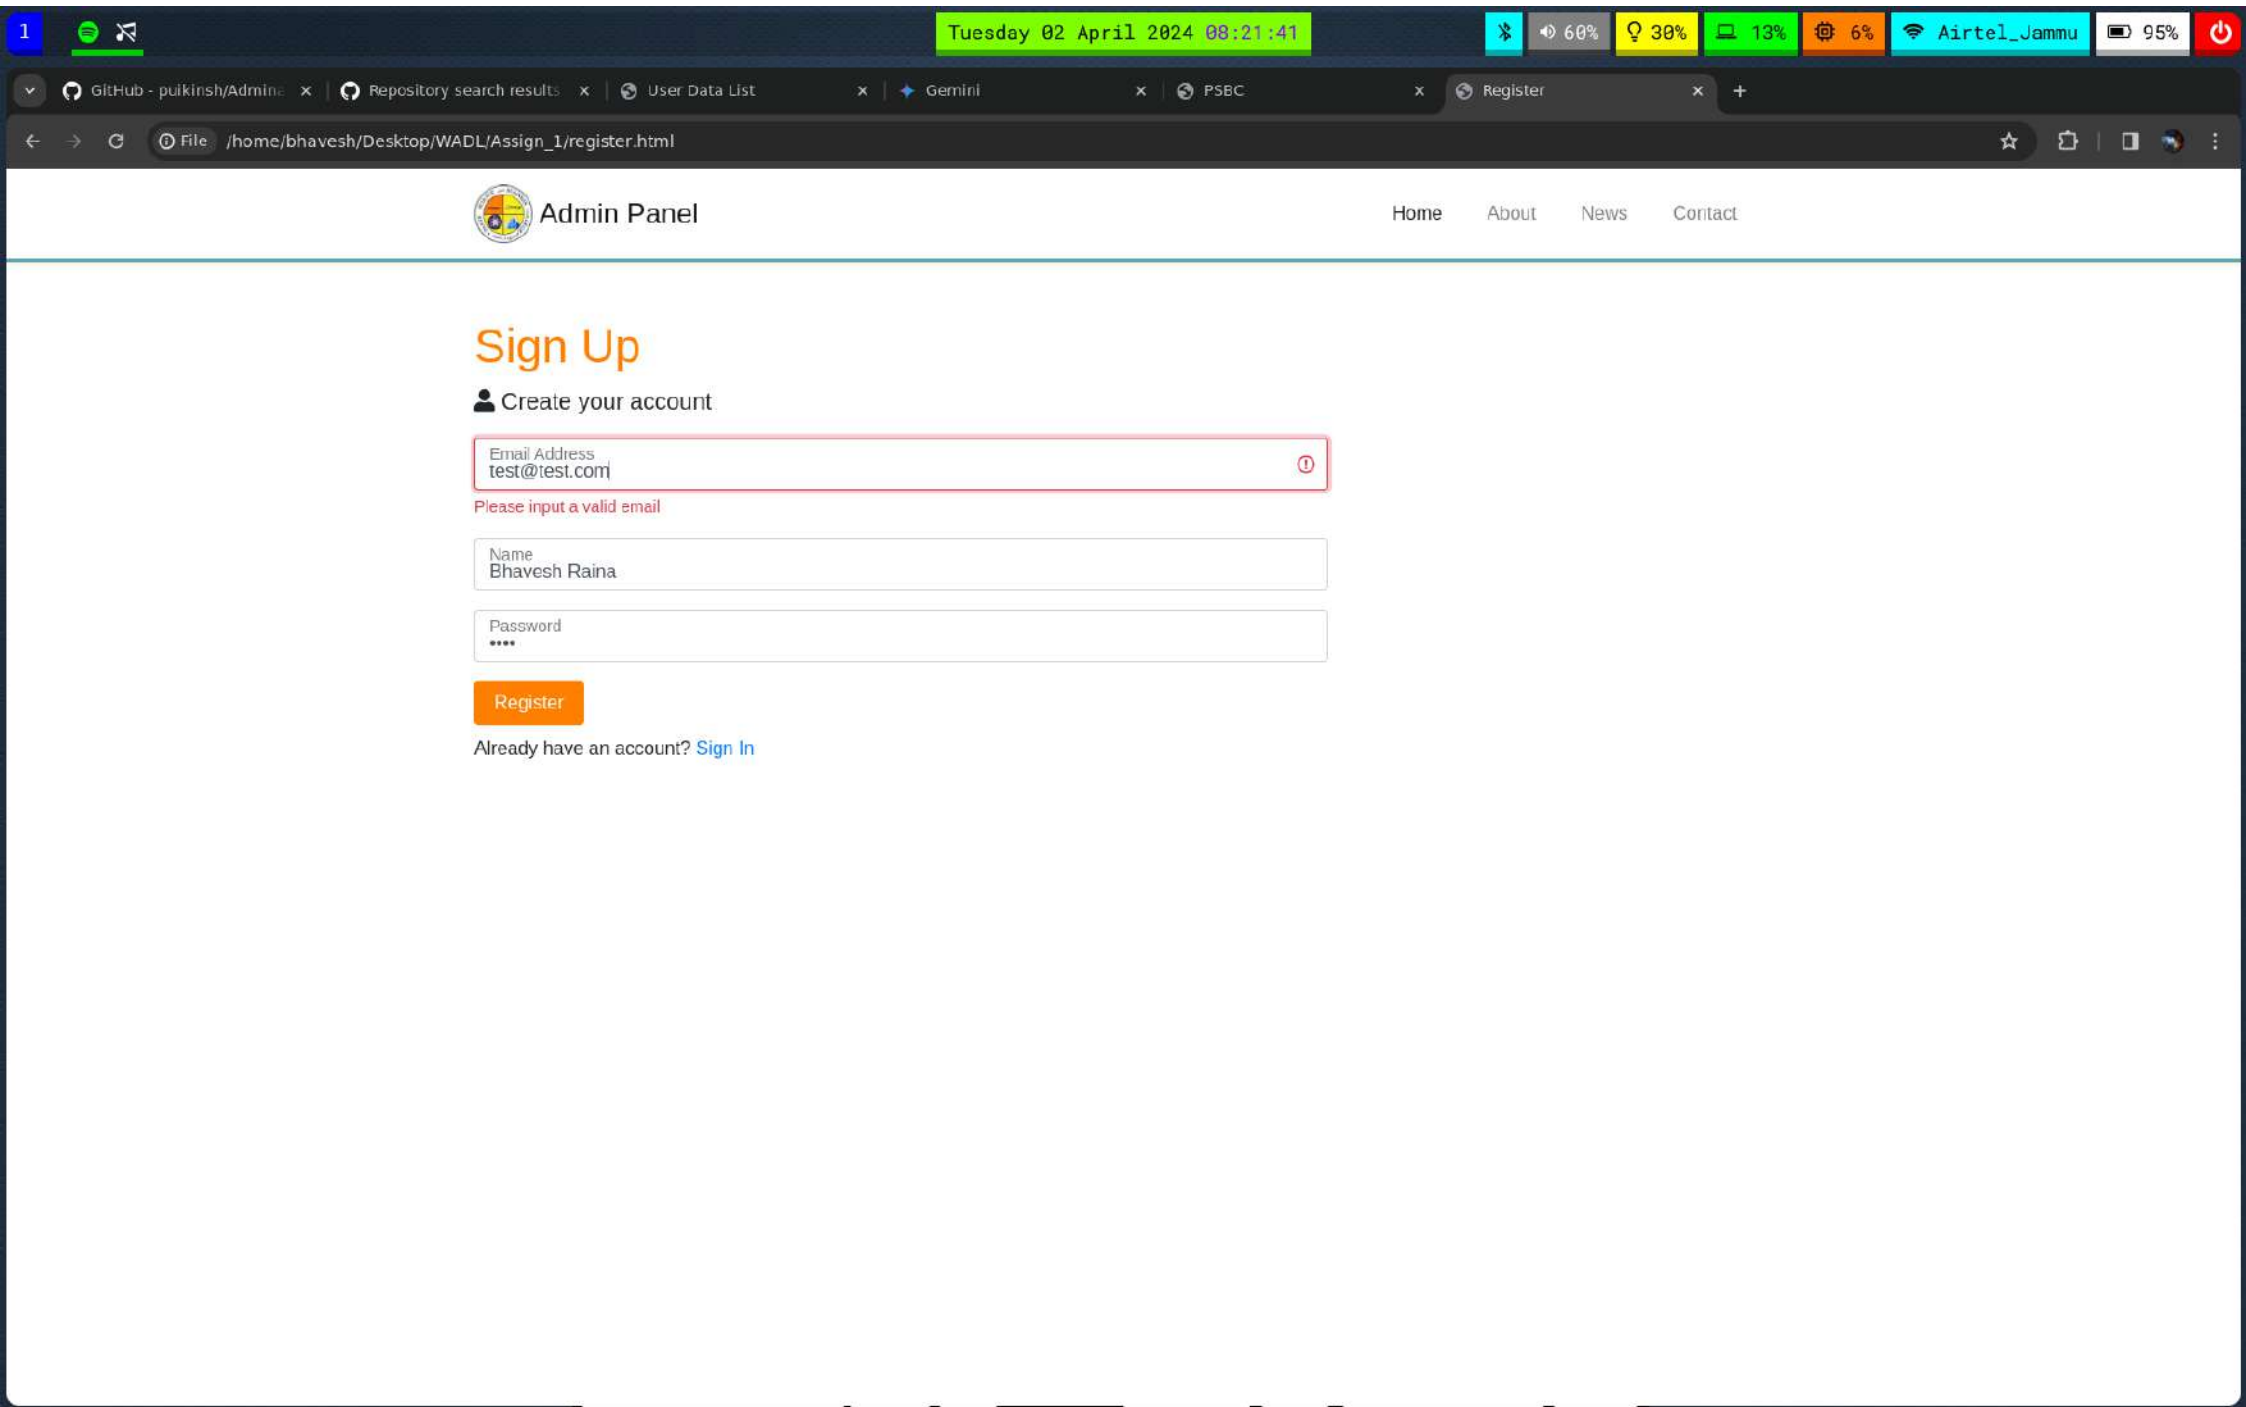 1 Tuesday 02 April 2024 08:21:41 60% 30% 13% 6% Airtel_Jammu 95%
GitHub - puikinsh/Admin Repository search results User Data List Gemini PSBC Register
File /home/bhavesh/Desktop/WADL/Assign_1/register.html
Admin Panel Home About News Contact
Sign Up
Create your account
Email Address
test@test.com
Please input a valid email
Name
Bhavesh Raina
Password
••••
Register
Already have an account? Sign In